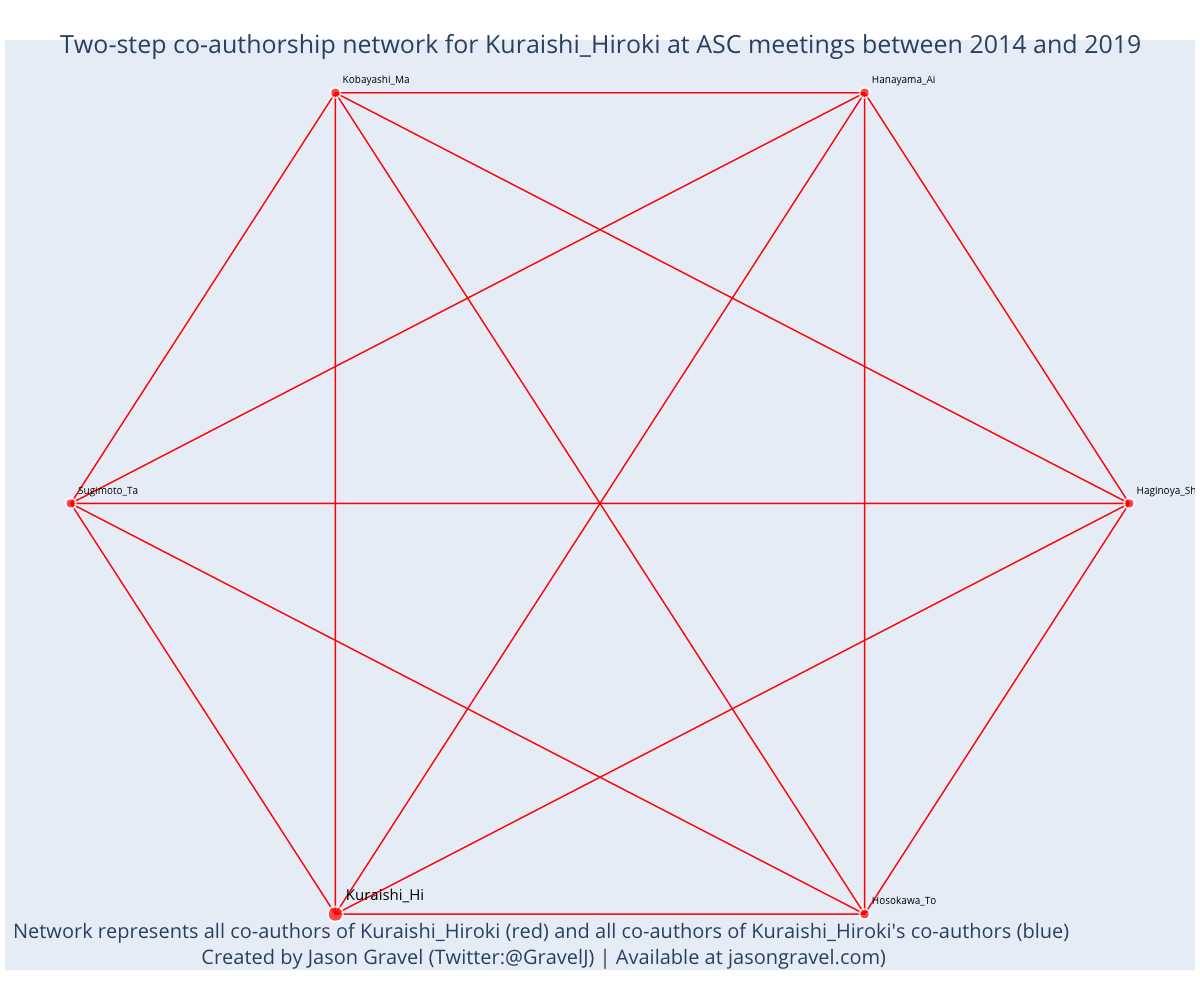 Two-step co-authorship network for Kuraishi_Hiroki at ASC meetings between 2014 and 2019
Kobayashi_Ma
Hanayama_Ai
Sugimoto_Ta
Haginoya_Sh
Kuraishi_Hi
Hosokawa_To
Network represents all co-authors of Kuraishi_Hiroki (red) and all co-authors of Kuraishi_Hiroki's co-authors (blue)
Created by Jason Gravel (Twitter:@GravelJ) | Available at jasongravel.com)